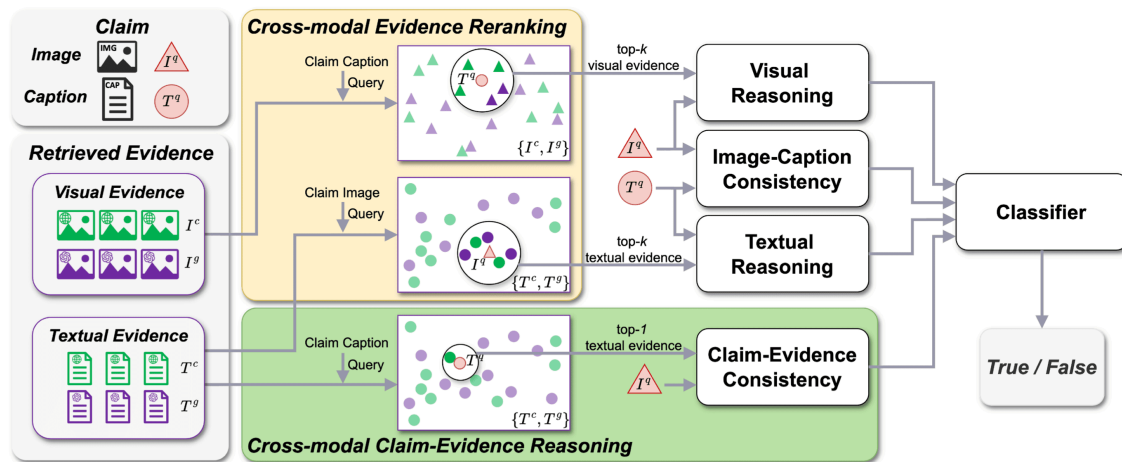 Claim
Image
IMG
I^q
Caption
CAP
T^q
Retrieved Evidence
Visual Evidence
I^c
I^g
Textual Evidence
T^c
T^g
Cross-modal Evidence Reranking
Claim Caption
Query
T^q
{I^c, I^g}
Claim Image
Query
I^q
{T^c, T^g}
top-k
visual evidence
I^q
T^q
top-k
textual evidence
Visual
Reasoning
Image-Caption
Consistency
Textual
Reasoning
Claim Caption
Query
T^q
{T^c, T^g}
top-1
textual evidence
I^q
Claim-Evidence
Consistency
Cross-modal Claim-Evidence Reasoning
Classifier
True / False